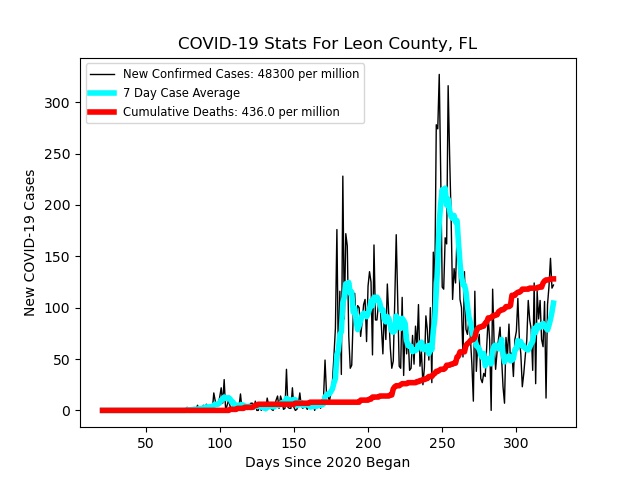 COVID-19 Stats For Leon County, FL
New Confirmed Cases: 48300 per million
7 Day Case Average
Cumulative Deaths: 436.0 per million
New COVID-19 Cases
300
250
200
150
100
50
0
50 100 150 200 250 300
Days Since 2020 Began